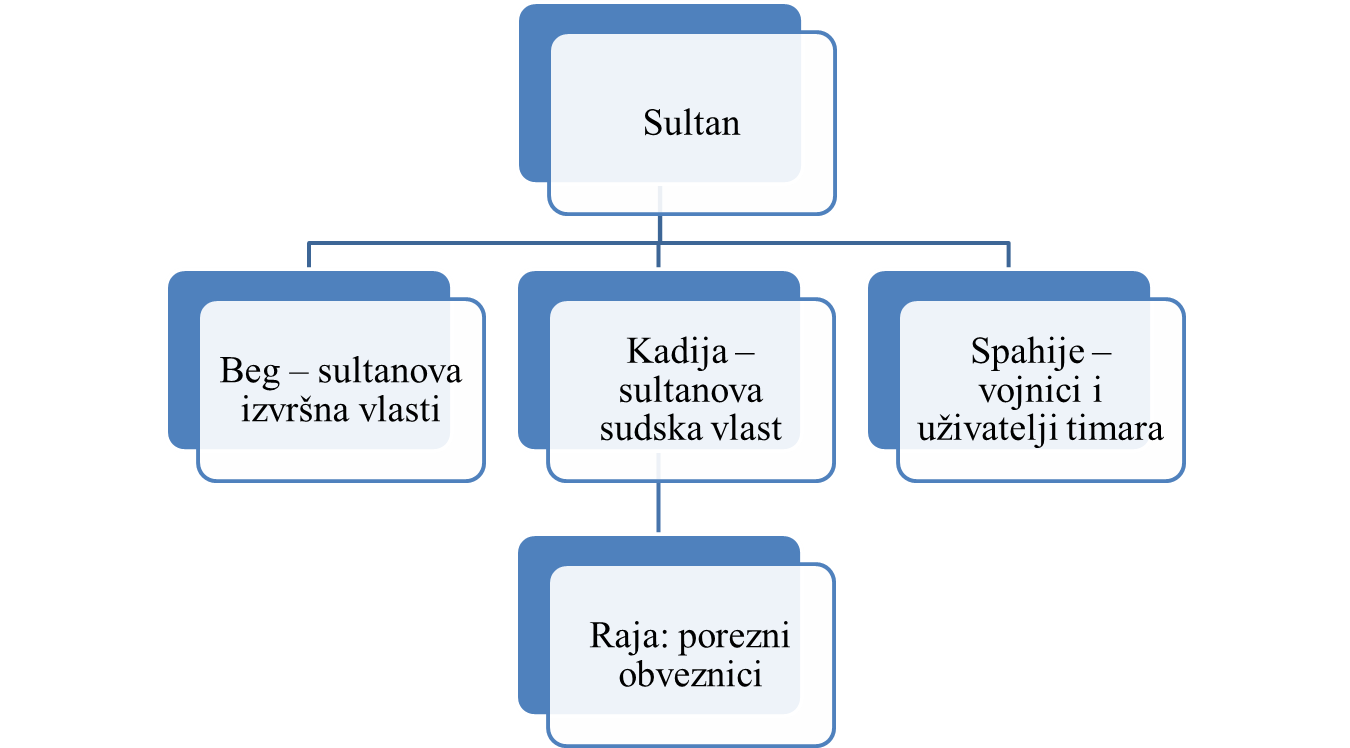 Sultan
Beg – sultanova
izvršna vlasti
Kadija –
sultanova
sudska vlast
Spahije –
vojnici i
uživatelji timara
Raja: porezni
obveznici